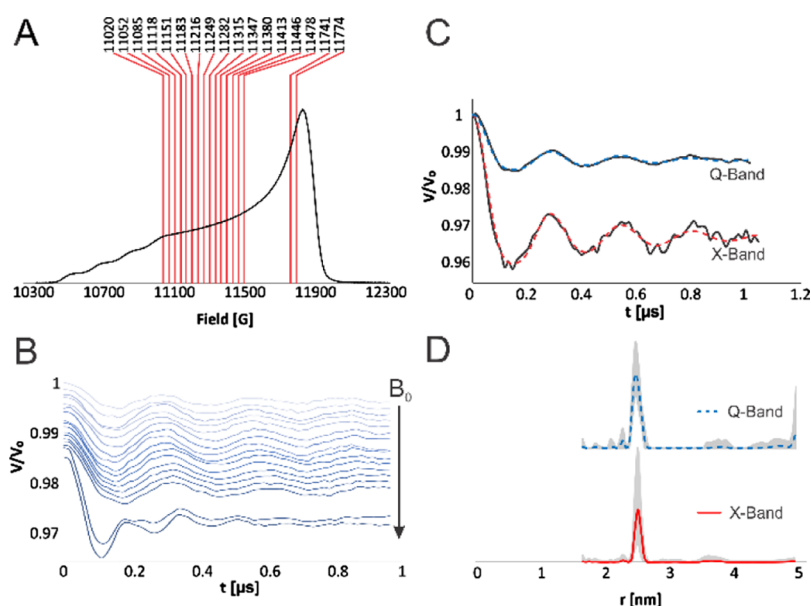 A
11020
11052
11085
11118
11151
11183
11216
11249
11282
11315
11347
11380
11413
11446
11478
11741
11774
10300 10700 11100 11500 11900 12300
Field [G]
B
V/V₀
1
0.99
0.98
0.97
B₀
0 0.2 0.4 0.6 0.8 1
t [µs]
C
V/V₀
1
0.99
0.98
0.97
0.96
Q-Band
X-Band
0 0.2 0.4 0.6 0.8 1 1.2
t [µs]
D
Q-Band
X-Band
0 1 2 3 4 5
r [nm]